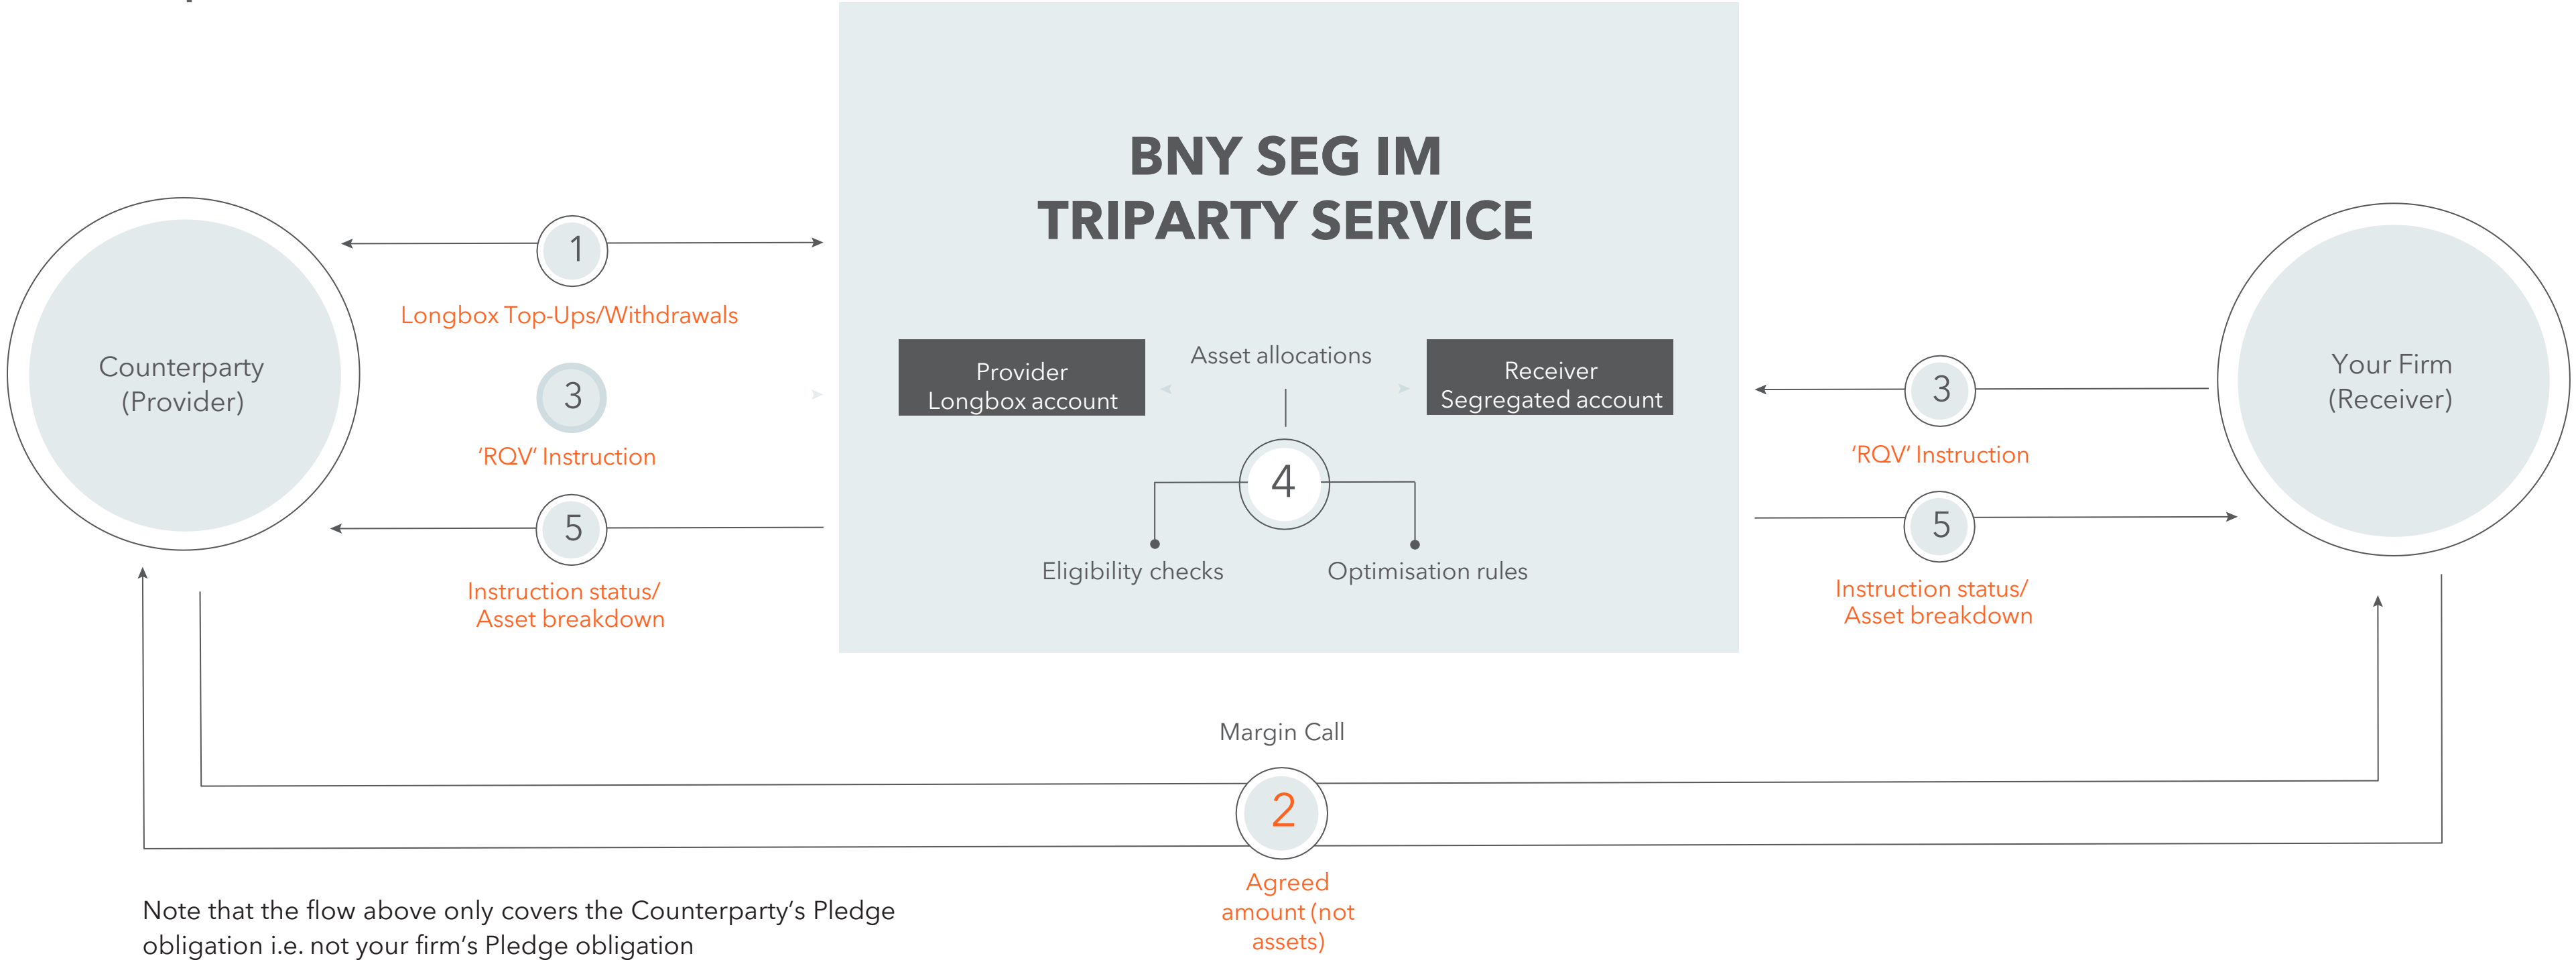 BNY SEG IM
TRIPARTY SERVICE
1
Longbox Top-Ups/Withdrawals
Counterparty
(Provider)
3
'RQV' Instruction
5
Instruction status/
Asset breakdown
Provider
Longbox account
Asset allocations
Receiver
Segregated account
4
Eligibility checks
Optimisation rules
3
‘RQV’ Instruction
5
Instruction status/
Asset breakdown
Your Firm
(Receiver)
Margin Call
2
Agreed
amount (not
assets)
Note that the flow above only covers the Counterparty’s Pledge
obligation i.e. not your firm’s Pledge obligation